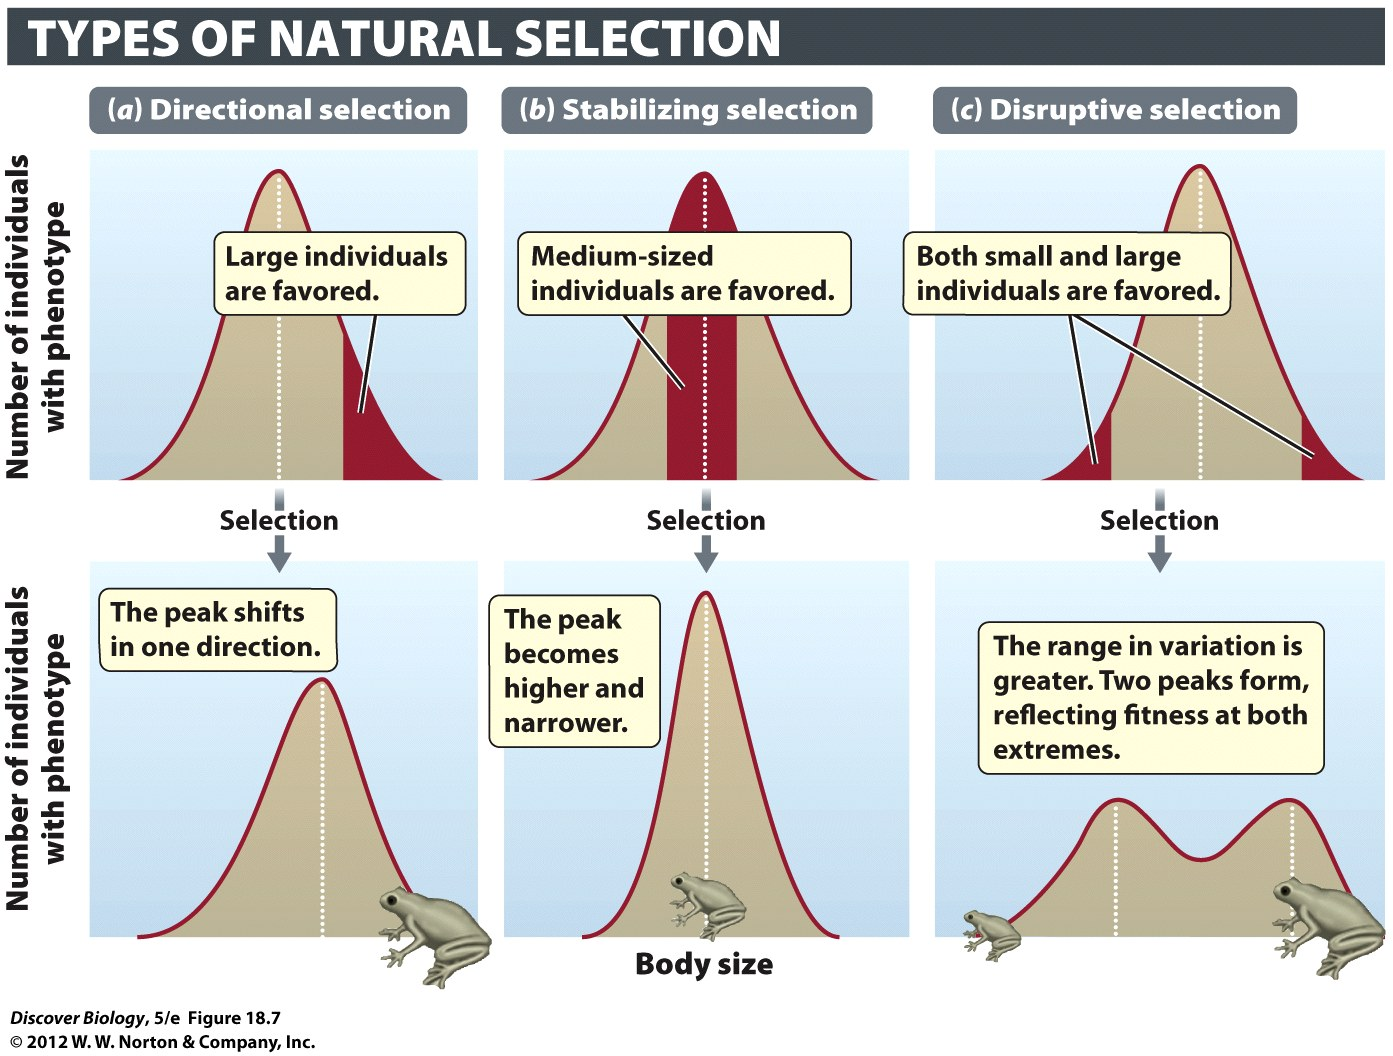 TYPES OF NATURAL SELECTION
(a) Directional selection
(b) Stabilizing selection
(c) Disruptive selection
Number of individuals
with phenotype
Large individuals
are favored.
Medium-sized
individuals are favored.
Both small and large
individuals are favored.
Selection
Selection
Selection
Number of individuals
with phenotype
The peak shifts
in one direction.
The peak
becomes
higher and
narrower.
The range in variation is
greater. Two peaks form,
reflecting fitness at both
extremes.
Body size
Discover Biology, 5/e Figure 18.7
© 2012 W. W. Norton & Company, Inc.